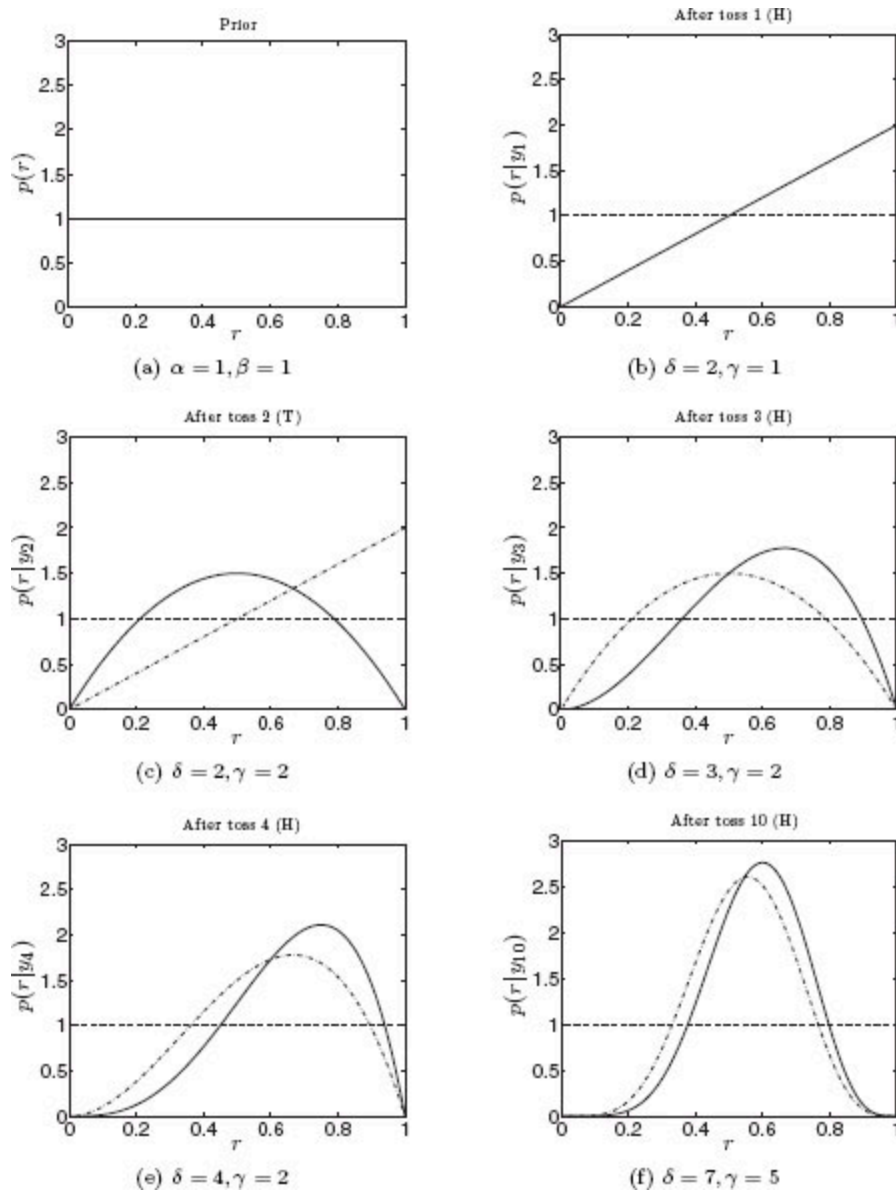 Prior
3
2.5
2
1.5
1
0.5
0
p(r)
0 0.2 0.4 0.6 0.8 1
r
(a) α = 1, β = 1
After toss 1 (H)
3
2.5
2
1.5
1
0.5
0
p(r|y1)
0 0.2 0.4 0.6 0.8 1
r
(b) δ = 2, γ = 1
After toss 2 (T)
3
2.5
2
1.5
1
0.5
0
p(r|y2)
0 0.2 0.4 0.6 0.8 1
r
(c) δ = 2, γ = 2
After toss 3 (H)
3
2.5
2
1.5
1
0.5
0
p(r|y3)
0 0.2 0.4 0.6 0.8 1
r
(d) δ = 3, γ = 2
After toss 4 (H)
3
2.5
2
1.5
1
0.5
0
p(r|y4)
0 0.2 0.4 0.6 0.8 1
r
(e) δ = 4, γ = 2
After toss 10 (H)
3
2.5
2
1.5
1
0.5
0
p(r|y10)
0 0.2 0.4 0.6 0.8 1
r
(f) δ = 7, γ = 5